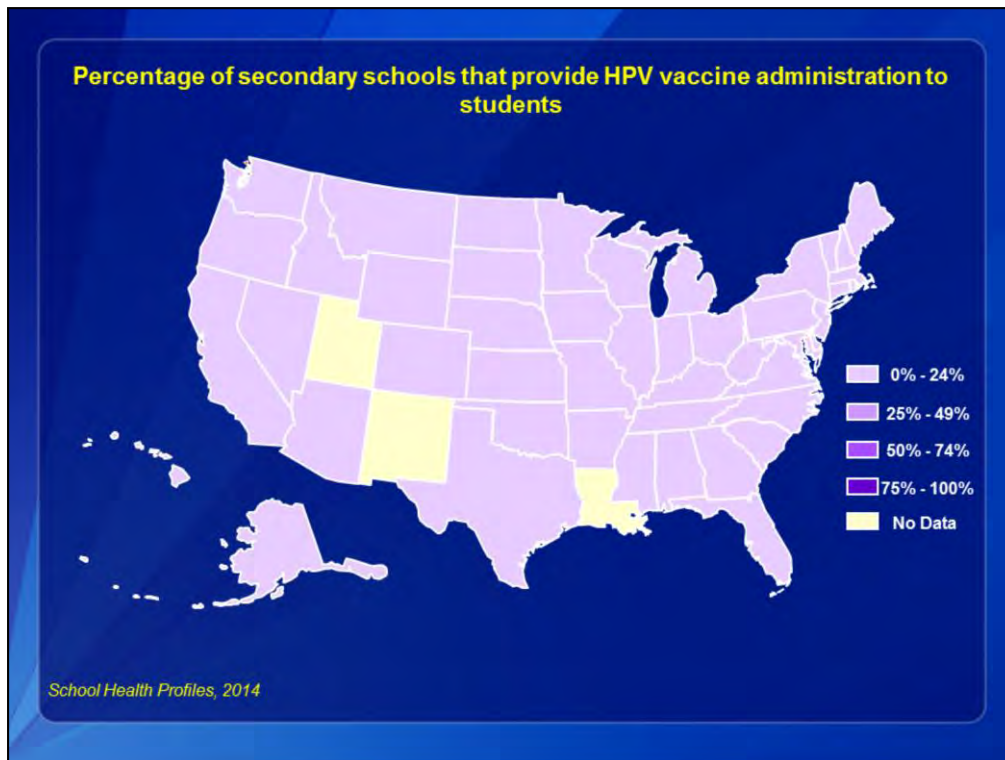 Percentage of secondary schools that provide HPV vaccine administration to
students
0% - 24%
25% - 49%
50% - 74%
75% - 100%
No Data
School Health Profiles, 2014